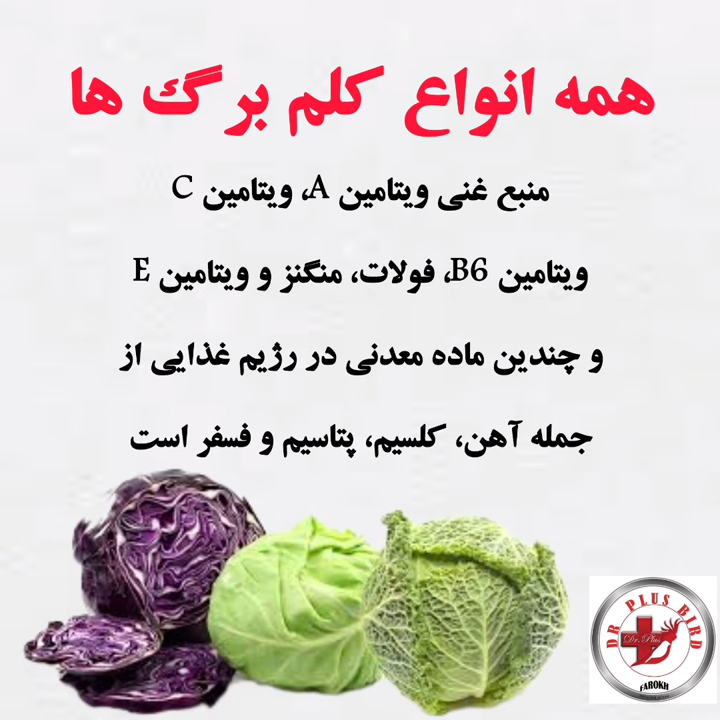 همه انواع کلم برگ ها
منبع غنی ویتامین A، ویتامین C
ویتامین B6، فولات، منگنز و ویتامین E
و چندین ماده معدنی در رژیم غذایی از
جمله آهن، کلسیم، پتاسیم و فسفر است
DR PLUS BIRD
Dr. Plus
FAROKH